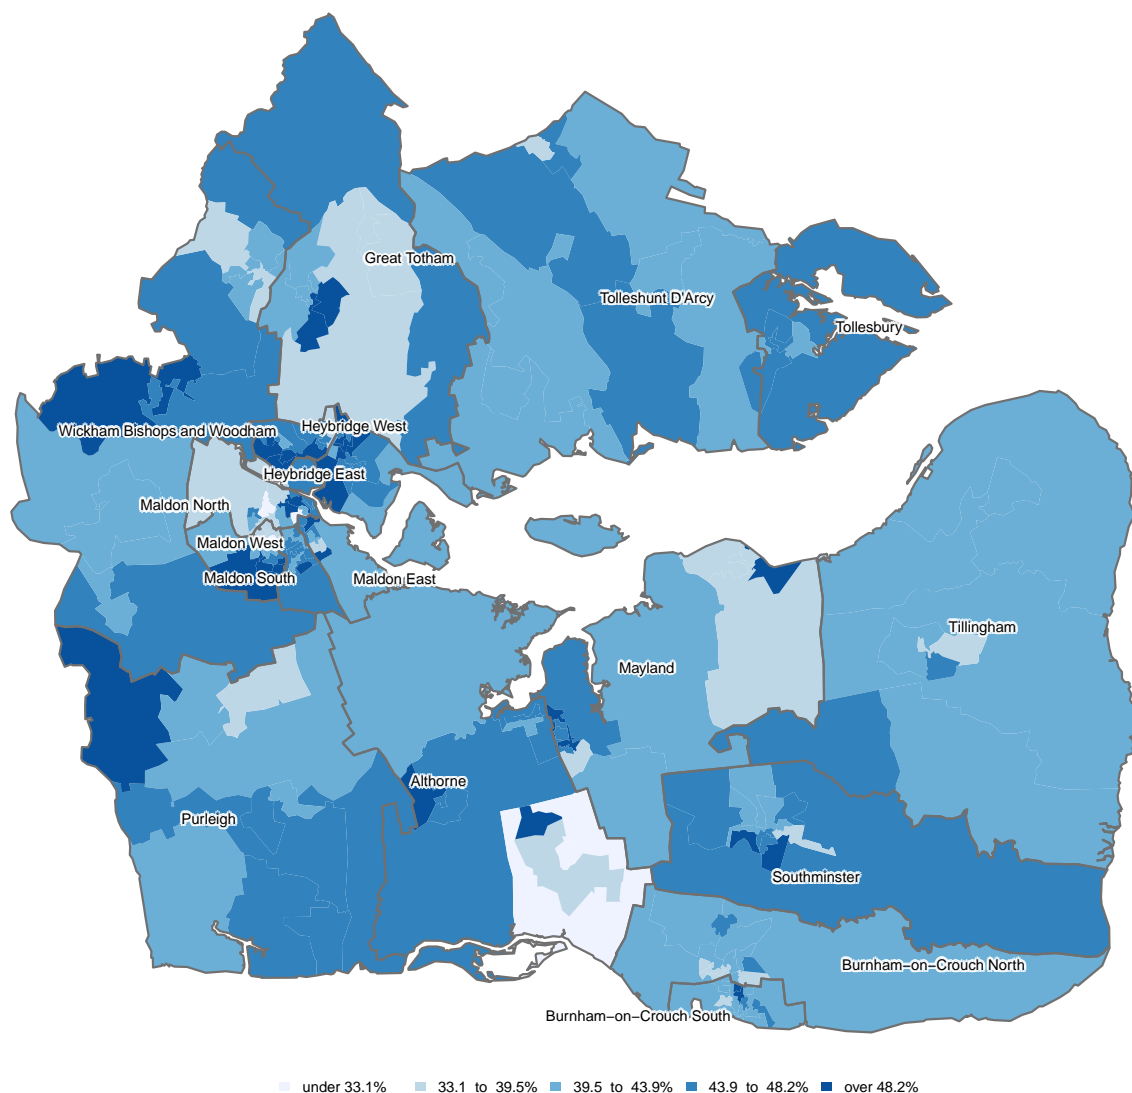 Great Totham
Tolleshunt D'Arcy
Tollesbury
Wickham Bishops and Woodham
Heybridge West
Heybridge East
Maldon North
Maldon West
Maldon South
Maldon East
Tillingham
Mayland
Althorne
Purleigh
Southminster
Burnham−on−Crouch North
Burnham−on−Crouch South
under 33.1% 33.1 to 39.5% 39.5 to 43.9% 43.9 to 48.2% over 48.2%